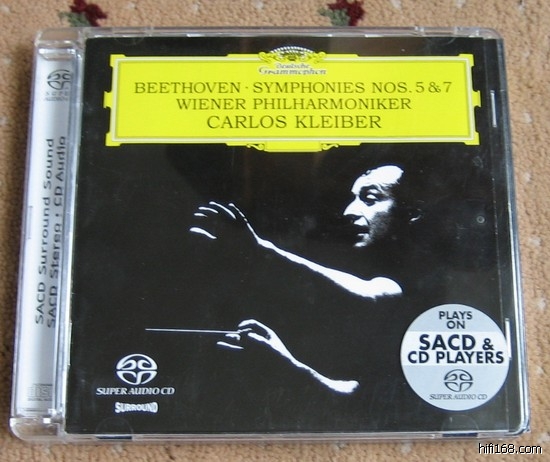 Deutsche
Grammophon
BEETHOVEN · SYMPHONIES NOS. 5 & 7
WIENER PHILHARMONIKER
CARLOS KLEIBER
SUPER AUDIO CD
SURROUND
PLAYS
ON
SACD &
CD PLAYERS
SUPER AUDIO CD
SACD Surround Sound
SACD Stereo : CD Audio
hifi168.com